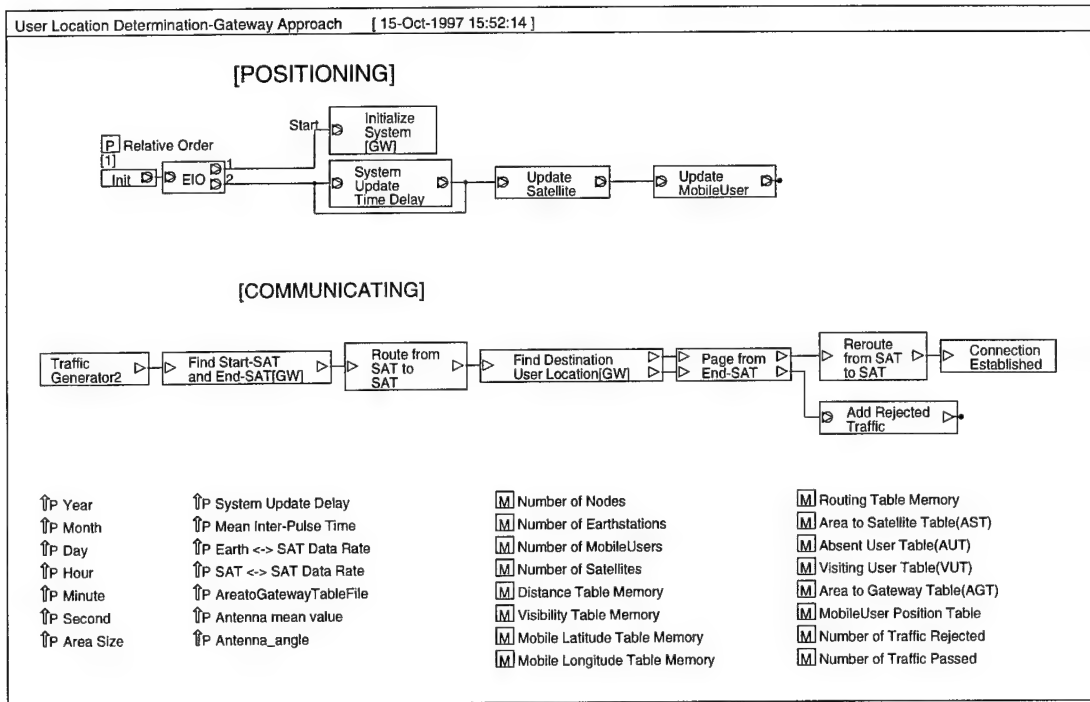 User Location Determination-Gateway Approach [ 15-Oct-1997 15:52:14 ]
[POSITIONING]
P Relative Order
[1]
Init
EIO
1
2
Start
Initialize
System
[GW]
System
Update
Time Delay
Update
Satellite
Update
MobileUser
[COMMUNICATING]
Traffic
Generator2
Find Start-SAT
and End-SAT[GW]
Route from
SAT to
SAT
Find Destination
User Location[GW]
Page from
End-SAT
Reroute
from SAT
to SAT
Connection
Established
Add Rejected
Traffic
⇑P Year
⇑P Month
⇑P Day
⇑P Hour
⇑P Minute
⇑P Second
⇑P Area Size
⇑P System Update Delay
⇑P Mean Inter-Pulse Time
⇑P Earth <-> SAT Data Rate
⇑P SAT <-> SAT Data Rate
⇑P AreatoGatewayTableFile
⇑P Antenna mean value
⇑P Antenna_angle
M Number of Nodes
M Number of Earthstations
M Number of MobileUsers
M Number of Satellites
M Distance Table Memory
M Visibility Table Memory
M Mobile Latitude Table Memory
M Mobile Longitude Table Memory
M Routing Table Memory
M Area to Satellite Table(AST)
M Absent User Table(AUT)
M Visiting User Table(VUT)
M Area to Gateway Table(AGT)
M MobileUser Position Table
M Number of Traffic Rejected
M Number of Traffic Passed